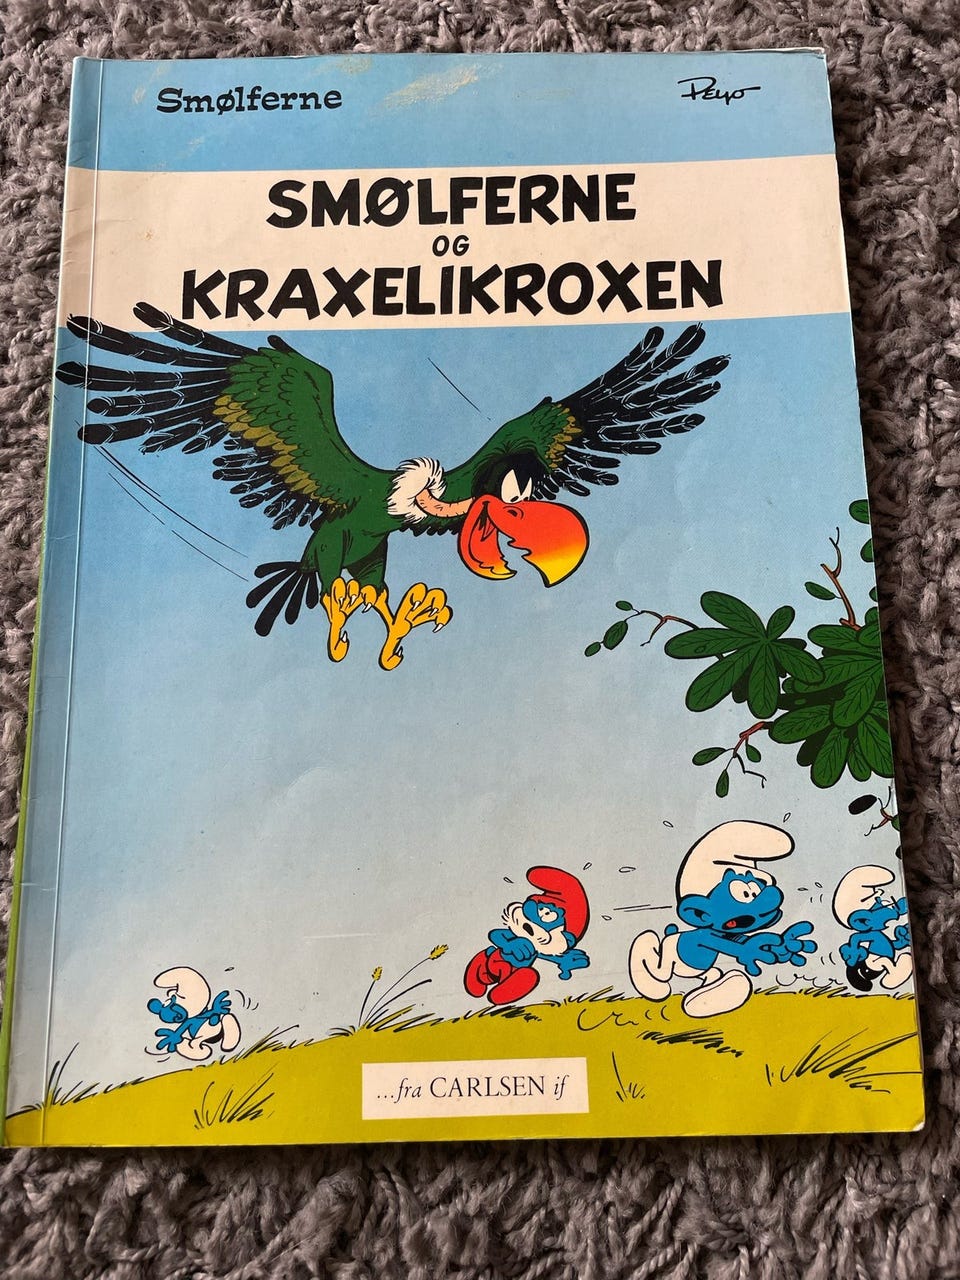 Smølferne
Peyo
SMØLFERNE
OG
KRAXELIKROXEN
...fra CARLSEN if